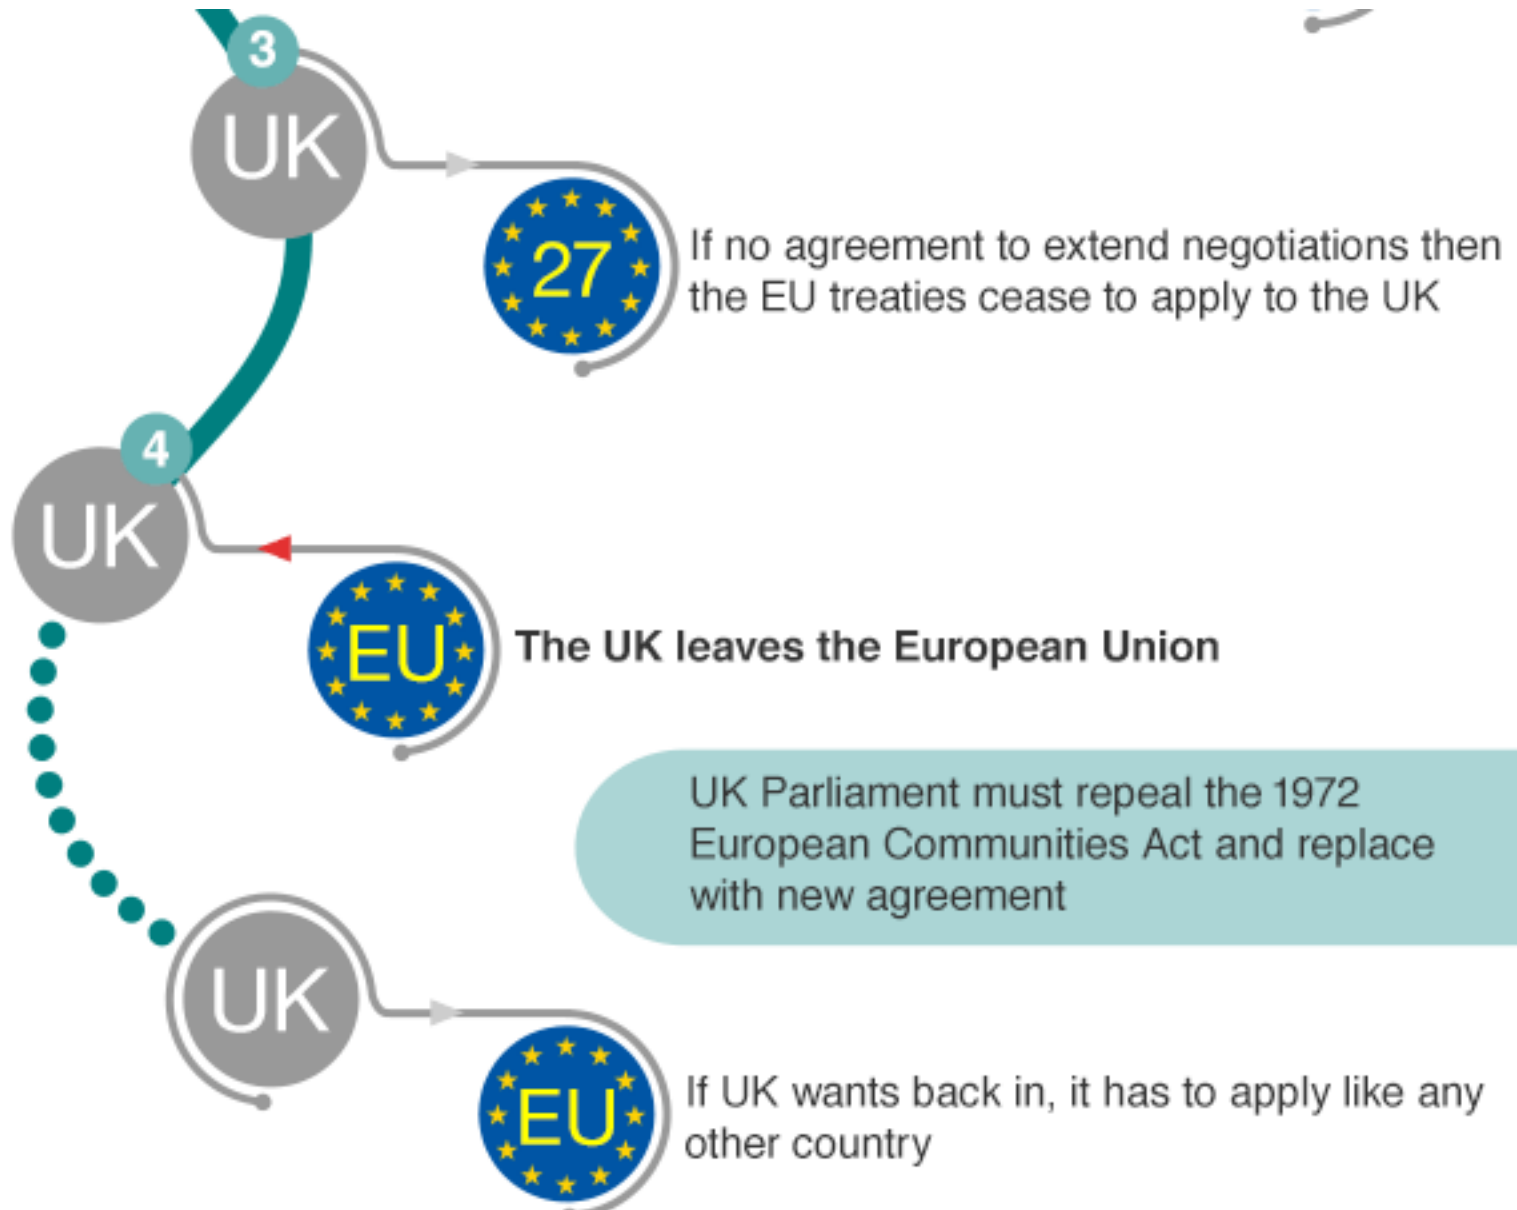 3
UK
27
If no agreement to extend negotiations then
the EU treaties cease to apply to the UK
4
UK
EU
The UK leaves the European Union
UK Parliament must repeal the 1972
European Communities Act and replace
with new agreement
UK
EU
If UK wants back in, it has to apply like any
other country